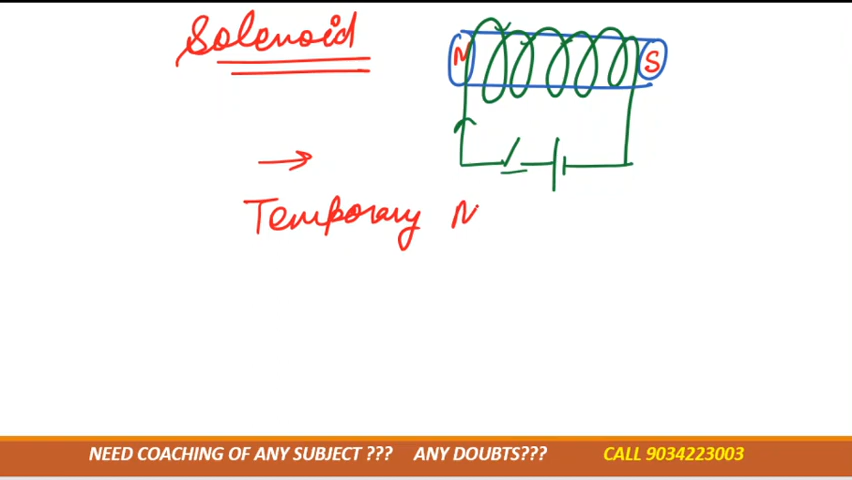 Solenoid
N S
Temporary N
NEED COACHING OF ANY SUBJECT ??? ANY DOUBTS??? CALL 9034223003